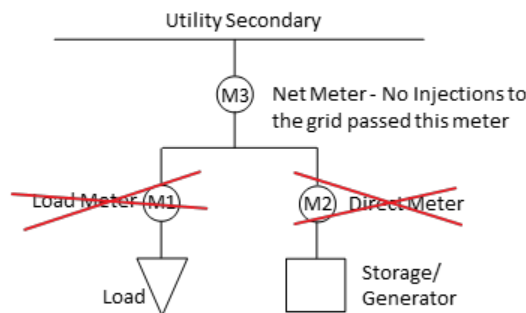 Utility Secondary
M3
Net Meter - No Injections to
the grid passed this meter
Load Meter
M1
M2
Direct Meter
Load
Storage/
Generator